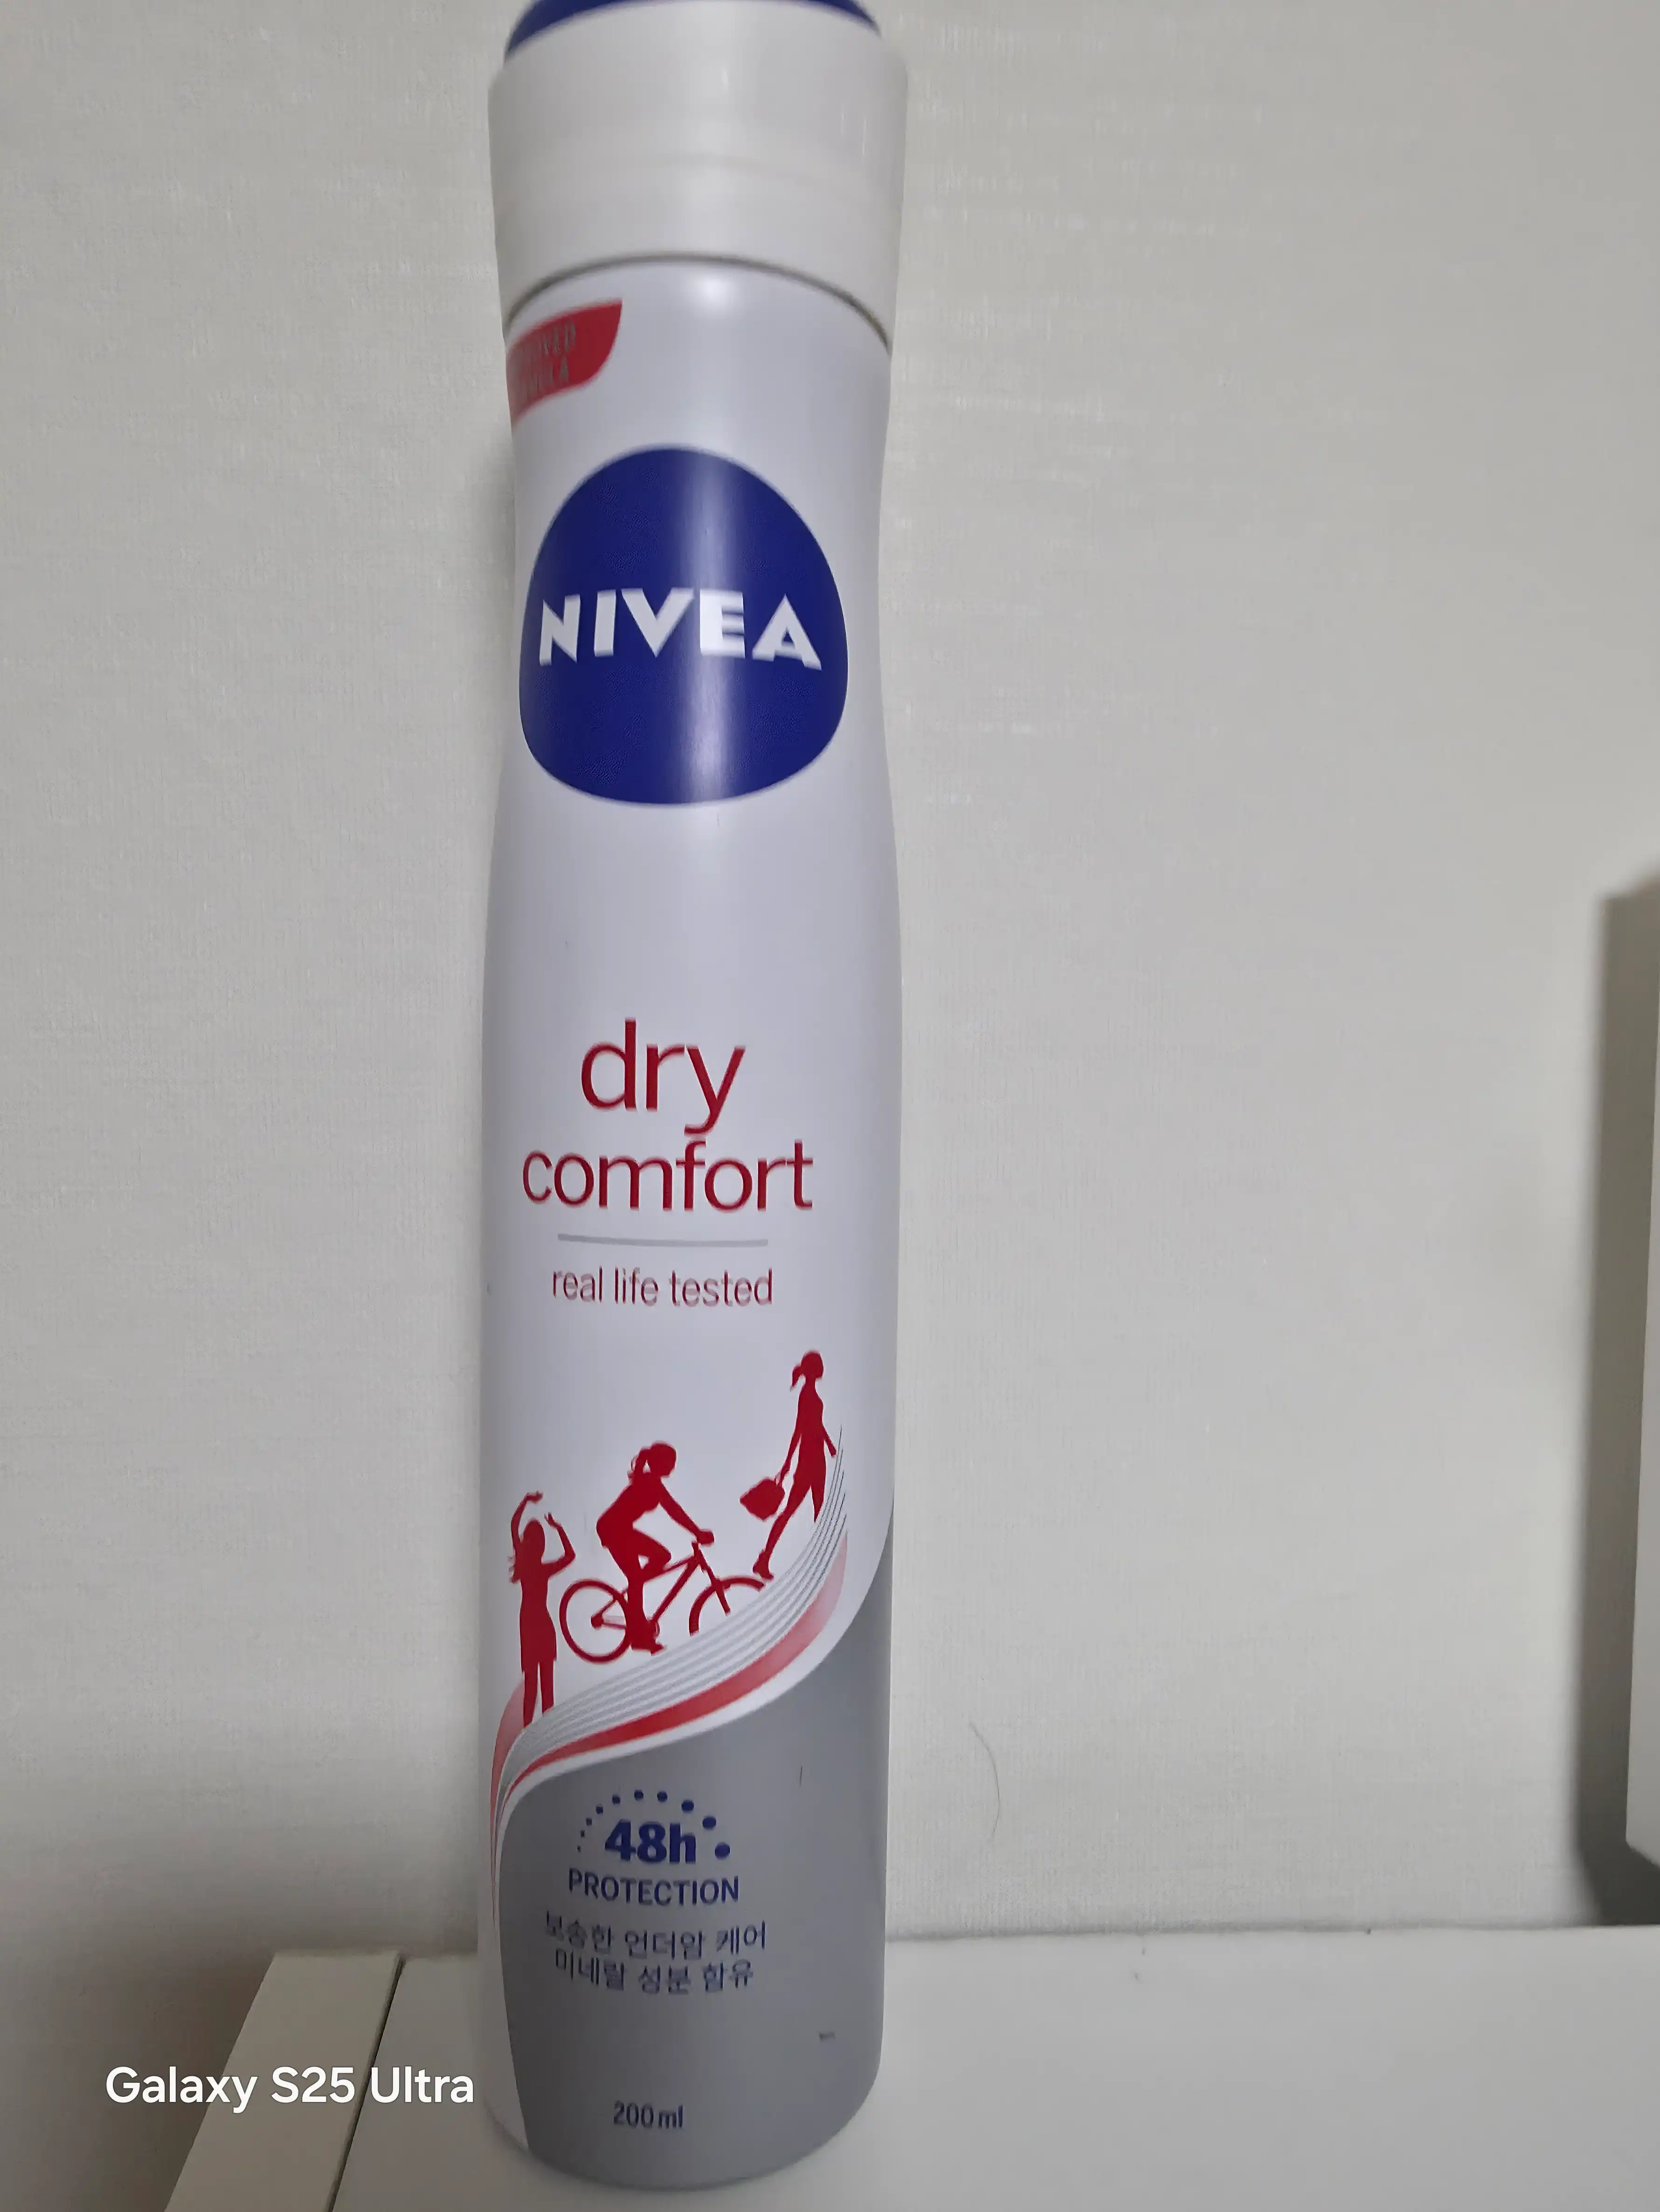 NIVEA
dry
comfort
real life tested
48h
PROTECTION
보송한 언더암 케어
미네랄 성분 함유
200ml
Galaxy S25 Ultra